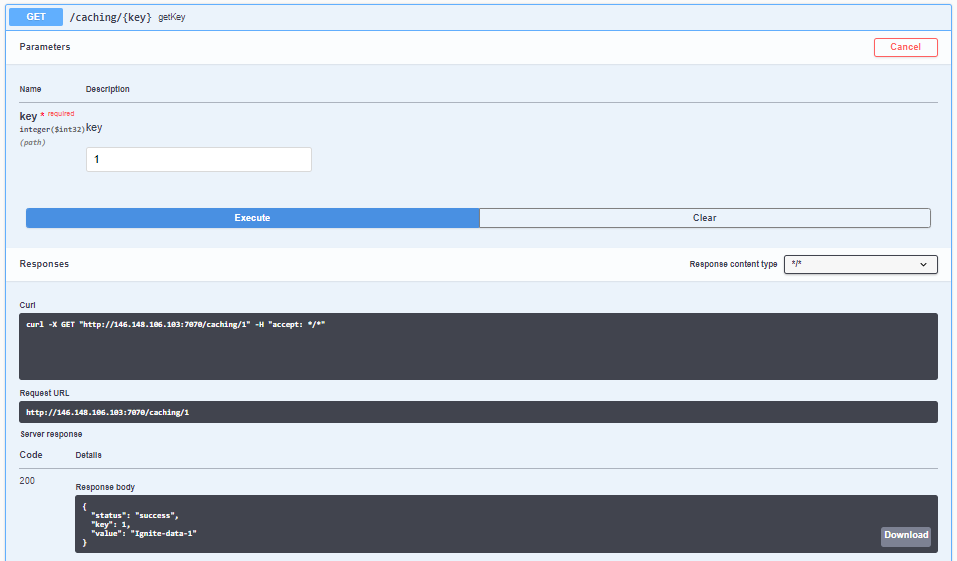 GET /caching/{key} getKey
Parameters Cancel
Name Description
key * required
integer($int32) key
(path)
1
Execute Clear
Responses Response content type */*
Curl
curl -X GET "http://146.148.106.103:7070/caching/1" -H "accept: */*"
Request URL
http://146.148.106.103:7070/caching/1
Server response
Code Details
200
Response body
{
"status": "success",
"key": 1,
"value": "Ignite-data-1"
}
Download